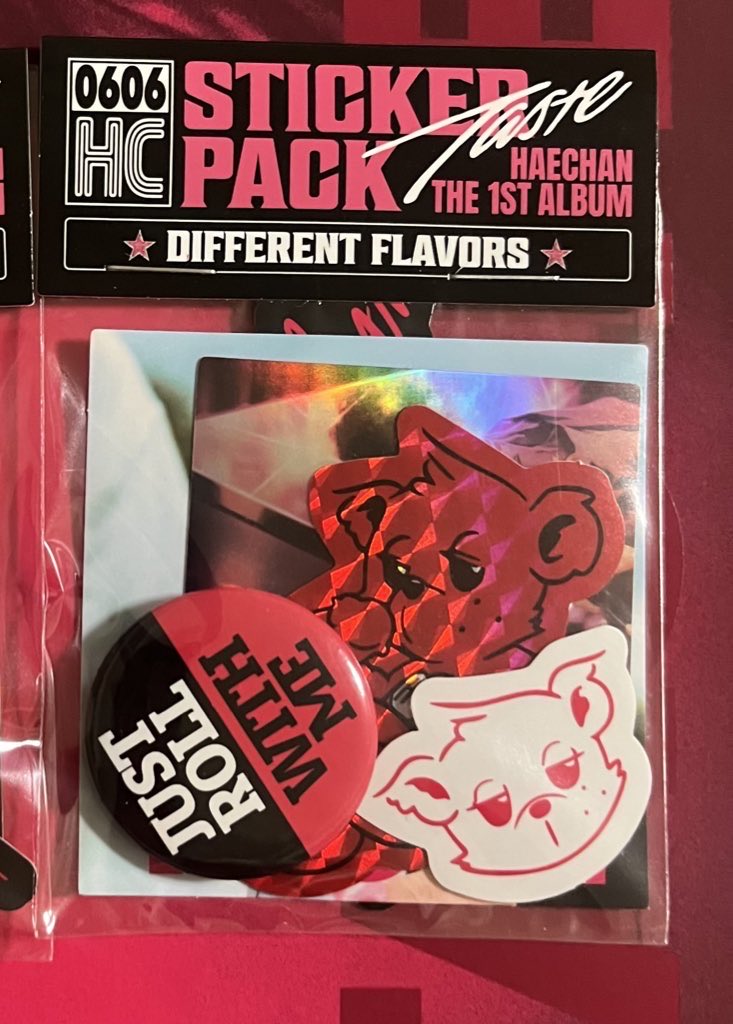 0606
HC
STICKER
PACK
Taste
HAECHAN
THE 1ST ALBUM
★ DIFFERENT FLAVORS ★
JUST
ROLL
WITH
ME